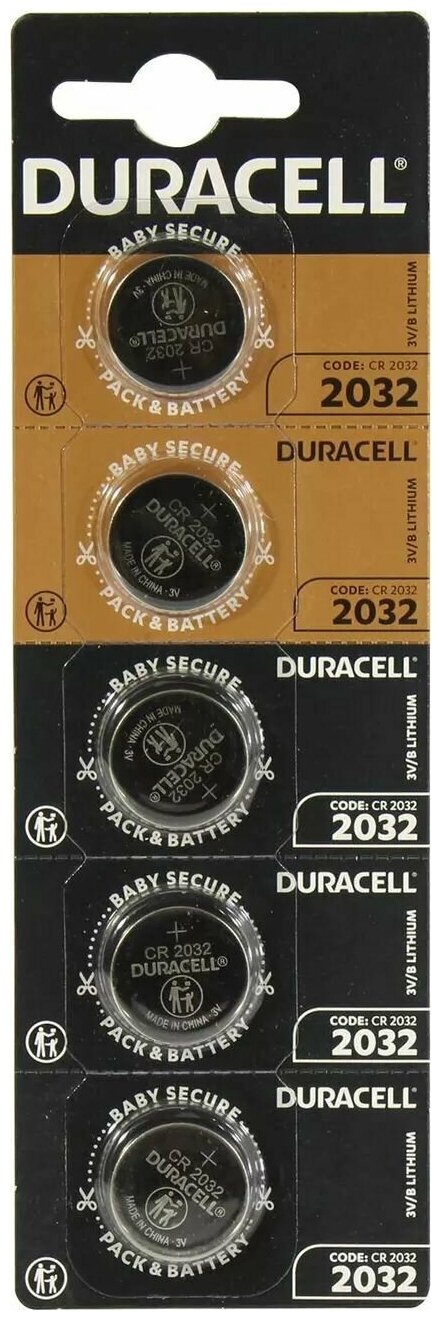 DURACELL®
BABY SECURE
MADE IN CHINA · 3V
DURACELL®
CR 2032
+
PACK & BATTERY
3V/B LITHIUM
CODE: CR 2032
2032
DURACELL®
BABY SECURE
+
CR 2032
DURACELL®
MADE IN CHINA · 3V
PACK & BATTERY
3V/B LITHIUM
CODE: CR 2032
2032
DURACELL®
BABY SECURE
MADE IN CHINA · 3V
DURACELL®
CR 2032
+
PACK & BATTERY
3V/B LITHIUM
CODE: CR 2032
2032
DURACELL®
BABY SECURE
+
CR 2032
DURACELL®
MADE IN CHINA · 3V
PACK & BATTERY
3V/B LITHIUM
CODE: CR 2032
2032
DURACELL®
BABY SECURE
+
CR 2032
DURACELL®
MADE IN CHINA · 3V
PACK & BATTERY
3V/B LITHIUM
CODE: CR 2032
2032